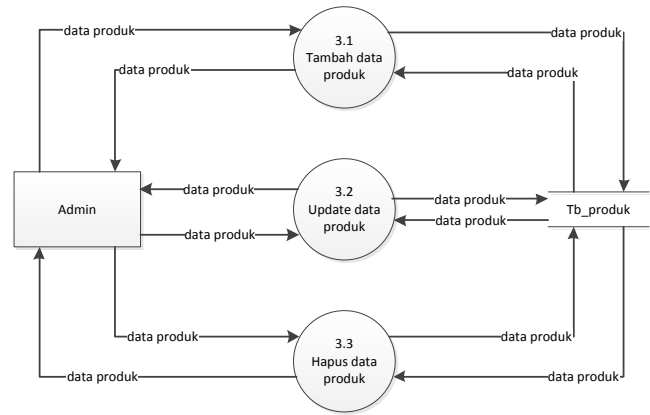 data produk
3.1
Tambah data
produk
data produk
data produk
data produk
Admin
data produk
3.2
Update data
produk
data produk
Tb_produk
data produk
data produk
data produk
3.3
Hapus data
produk
data produk
data produk
data produk